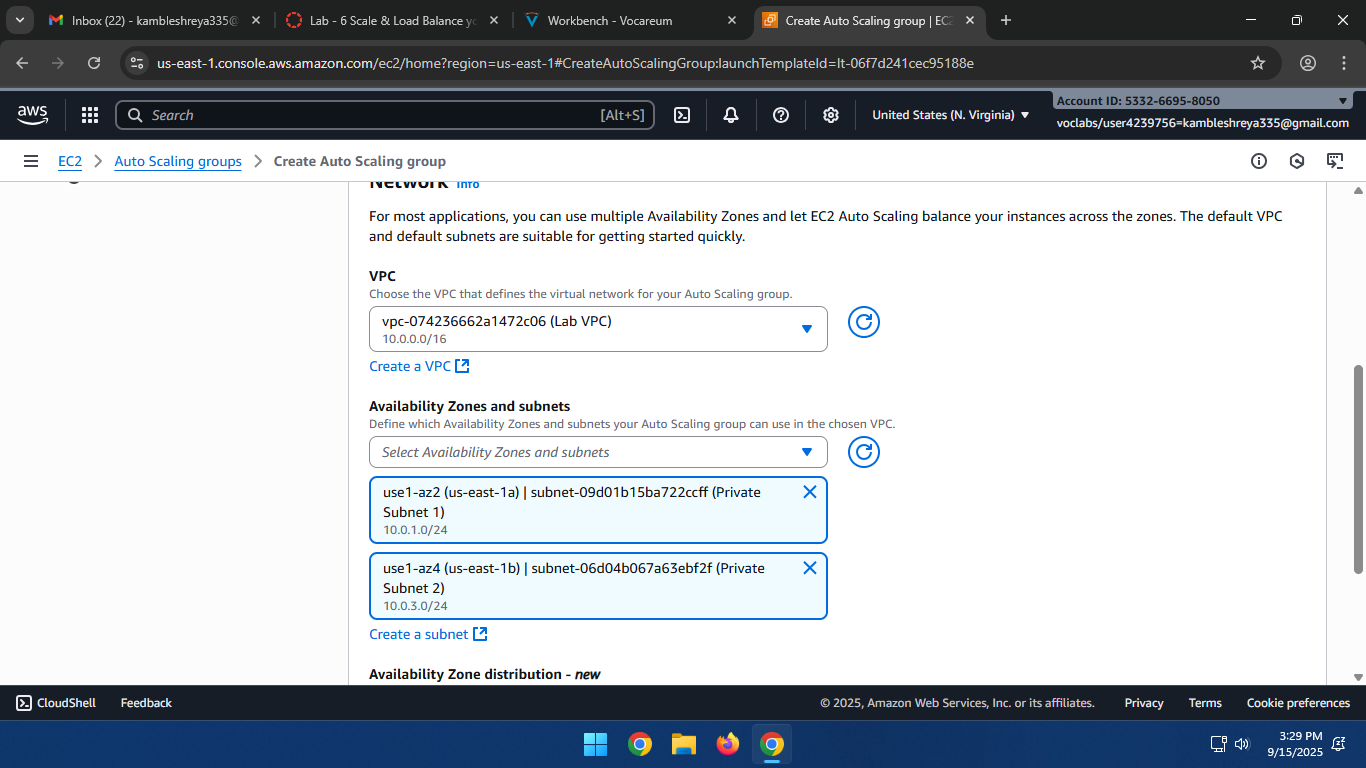 Inbox (22) - kambleshreya335@
Lab - 6 Scale & Load Balance yo
Workbench - Vocareum
Create Auto Scaling group | EC2
us-east-1.console.aws.amazon.com/ec2/home?region=us-east-1#CreateAutoScalingGroup:launchTemplateId=lt-06f7d241cec95188e
aws
Search
[Alt+S]
United States (N. Virginia)
Account ID: 5332-6695-8050
voclabs/user4239756=kambleshreya335@gmail.com
EC2
Auto Scaling groups
Create Auto Scaling group
Network Info
For most applications, you can use multiple Availability Zones and let EC2 Auto Scaling balance your instances across the zones. The default VPC
and default subnets are suitable for getting started quickly.
VPC
Choose the VPC that defines the virtual network for your Auto Scaling group.
vpc-074236662a1472c06 (Lab VPC)
10.0.0.0/16
Create a VPC
Availability Zones and subnets
Define which Availability Zones and subnets your Auto Scaling group can use in the chosen VPC.
Select Availability Zones and subnets
use1-az2 (us-east-1a) | subnet-09d01b15ba722ccff (Private
Subnet 1)
10.0.1.0/24
use1-az4 (us-east-1b) | subnet-06d04b067a63ebf2f (Private
Subnet 2)
10.0.3.0/24
Create a subnet
Availability Zone distribution - new
CloudShell
Feedback
© 2025, Amazon Web Services, Inc. or its affiliates.
Privacy
Terms
Cookie preferences
3:29 PM
9/15/2025